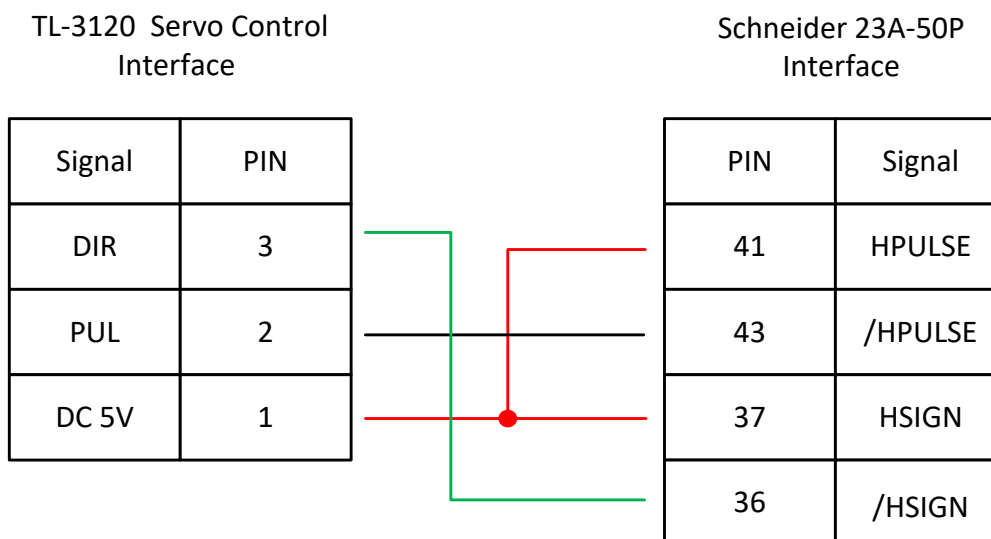 TL-3120 Servo Control
Interface
Schneider 23A-50P
Interface
Signal PIN
DIR 3
PUL 2
DC 5V 1
PIN Signal
41 HPULSE
43 /HPULSE
37 HSIGN
36 /HSIGN